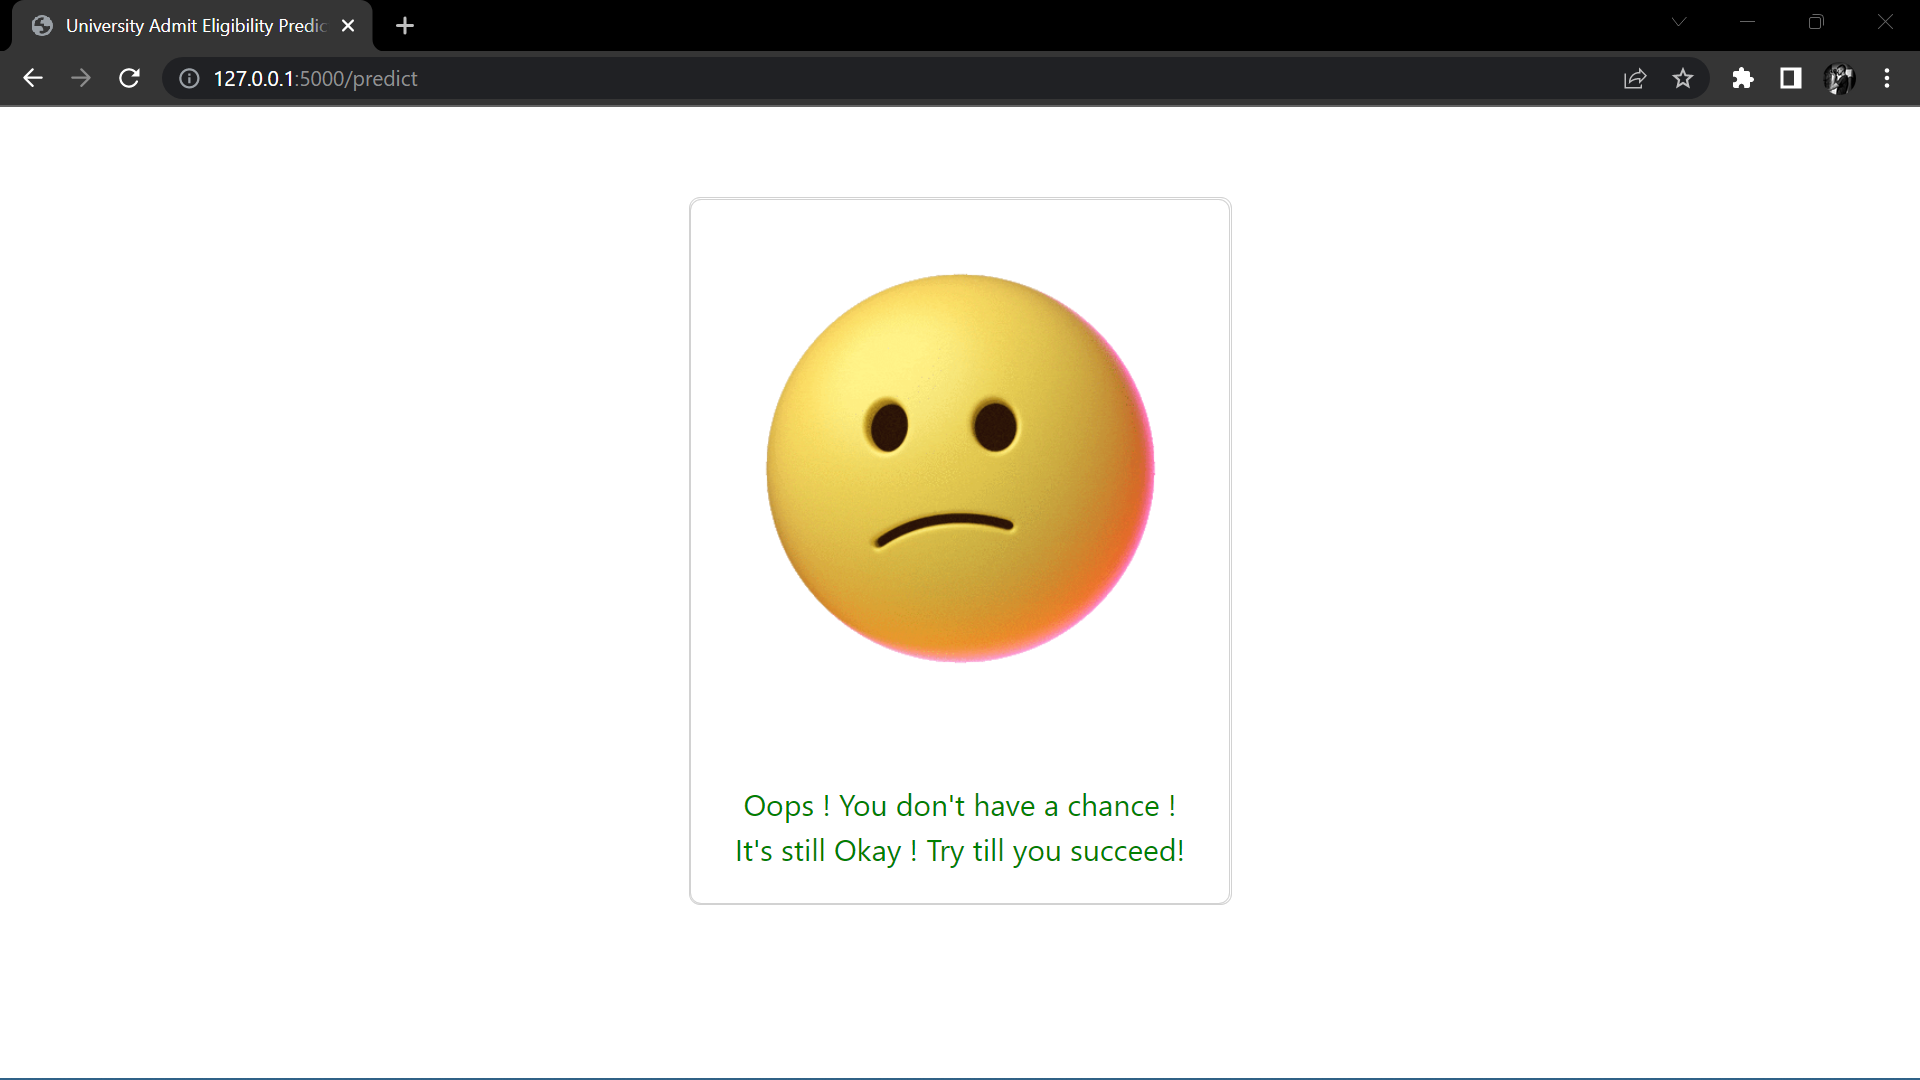 University Admit Eligibility Predic
127.0.0.1:5000/predict
Oops ! You don't have a chance !
It's still Okay ! Try till you succeed!